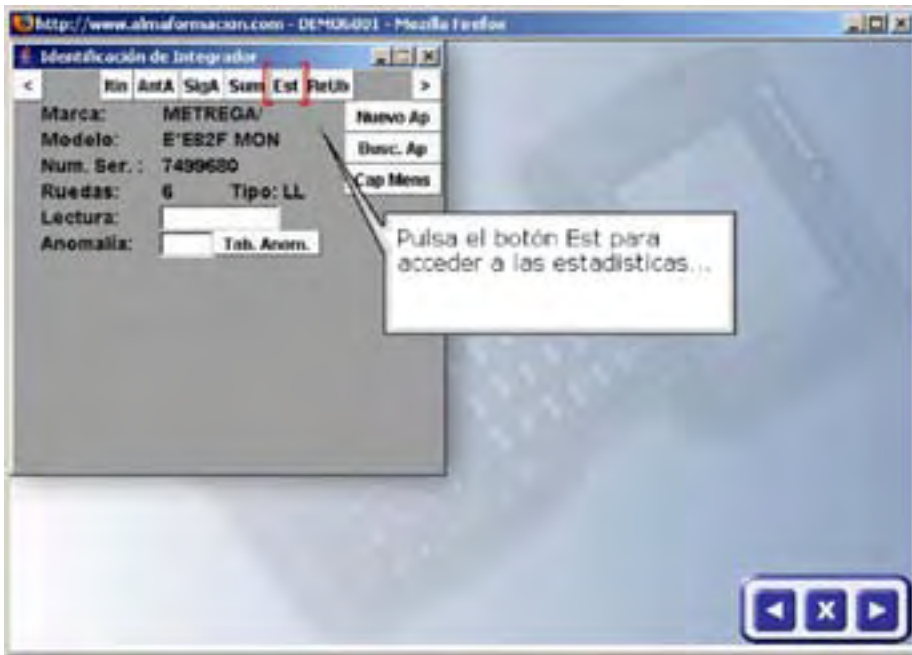 http://www.almaformacion.com - DEMO6001 - Mozilla Firefox
Identificación de Integrador
< Itin AntA SigA Sum Est ReUb >
Marca: METREGA/ Nuevo Ap
Modelo: E*E82F MON Busc. Ap
Num. Ser. : 7499680 Cap Mens
Ruedas: 6 Tipo: LL
Lectura:
Anomalía: Tab. Anom.
Pulsa el botón Est para
acceder a las estadísticas...
X